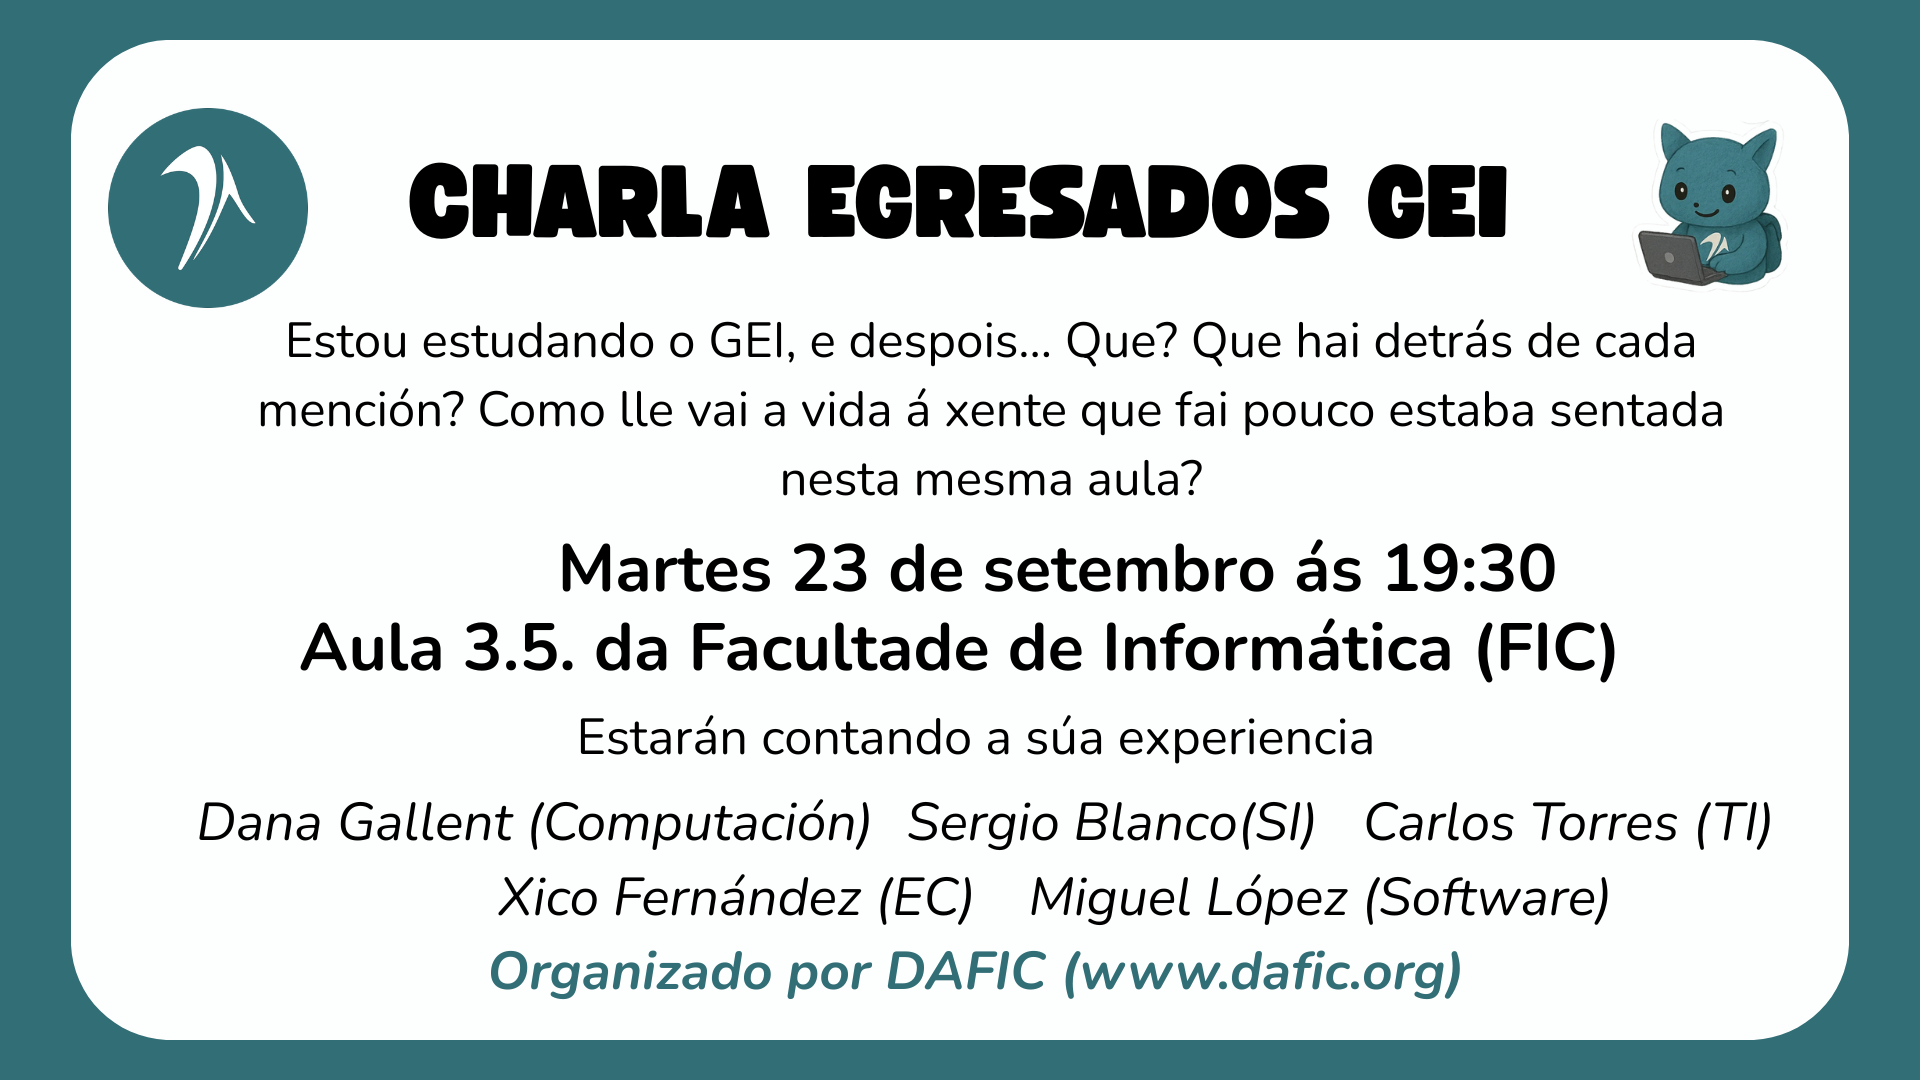 CHARLA EGRESADOS GEI
Estou estudando o GEI, e despois... Que? Que hai detrás de cada
mención? Como lle vai a vida á xente que fai pouco estaba sentada
nesta mesma aula?
Martes 23 de setembro ás 19:30
Aula 3.5. da Facultade de Informática (FIC)
Estarán contando a súa experiencia
Dana Gallent (Computación) Sergio Blanco(SI) Carlos Torres (TI)
Xico Fernández (EC) Miguel López (Software)
Organizado por DAFIC (www.dafic.org)